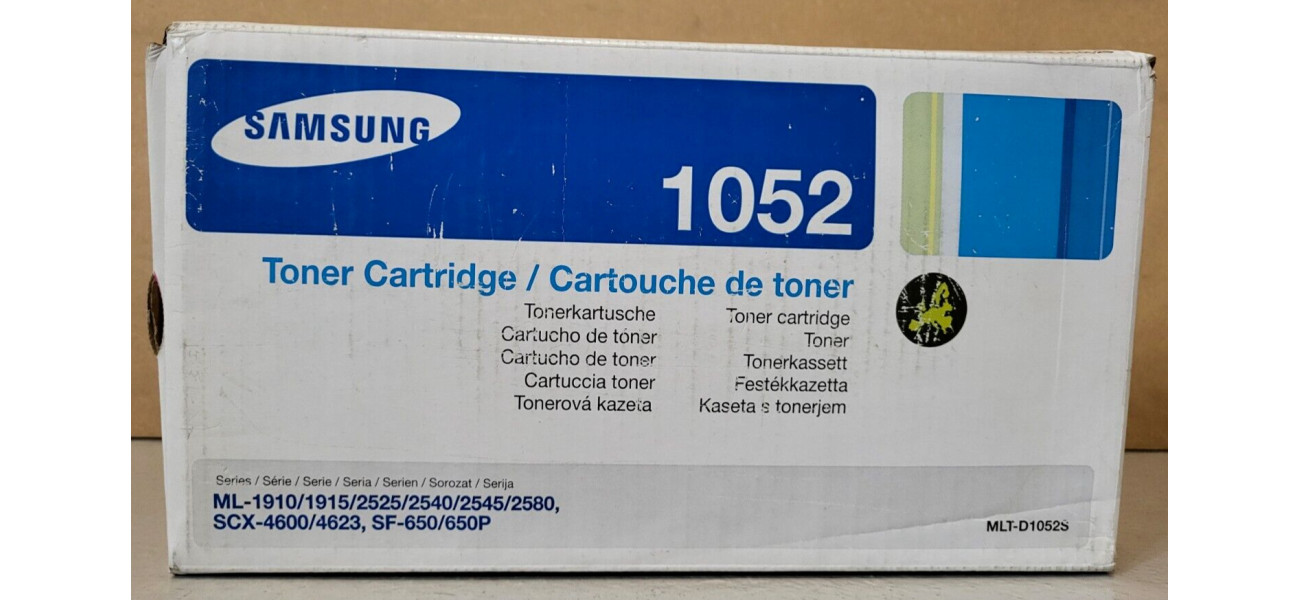 SAMSUNG
1052
Toner Cartridge / Cartouche de toner
Tonerkartusche
Cartucho de tóner
Cartucho de toner
Cartuccia toner
Tonerová kazeta
Toner cartridge
Toner
Tonerkassett
Festékkazetta
Kaseta s tonerjem
Series / Série / Serie / Seria / Serien / Sorozat / Serija
ML-1910/1915/2525/2540/2545/2580,
SCX-4600/4623, SF-650/650P
MLT-D1052S